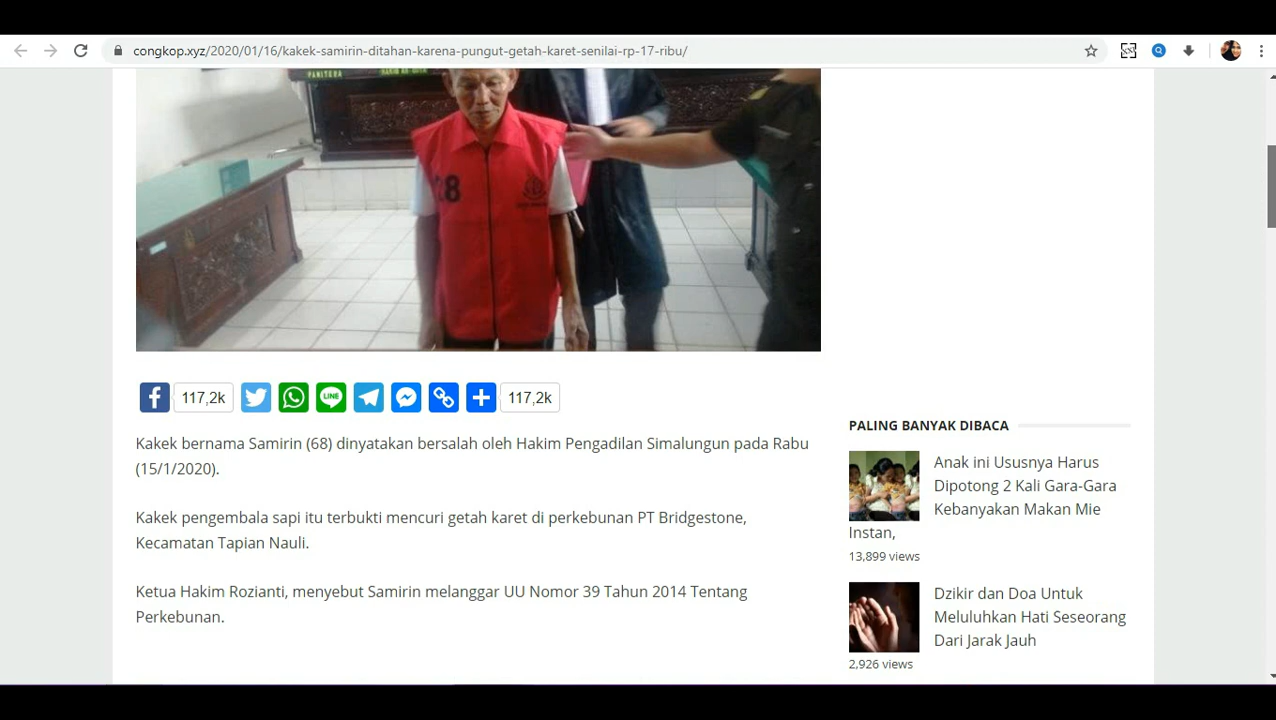 congkop.xyz/2020/01/16/kakek-samirin-ditahan-karena-pungut-getah-karet-senilai-rp-17-ribu/
PANITERA
28
117,2k
117,2k
Kakek bernama Samirin (68) dinyatakan bersalah oleh Hakim Pengadilan Simalungun pada Rabu
(15/1/2020).
Kakek pengembala sapi itu terbukti mencuri getah karet di perkebunan PT Bridgestone,
Kecamatan Tapian Nauli.
Ketua Hakim Rozianti, menyebut Samirin melanggar UU Nomor 39 Tahun 2014 Tentang
Perkebunan.
PALING BANYAK DIBACA
Anak ini Ususnya Harus
Dipotong 2 Kali Gara-Gara
Kebanyakan Makan Mie
Instan,
13,899 views
Dzikir dan Doa Untuk
Meluluhkan Hati Seseorang
Dari Jarak Jauh
2,926 views